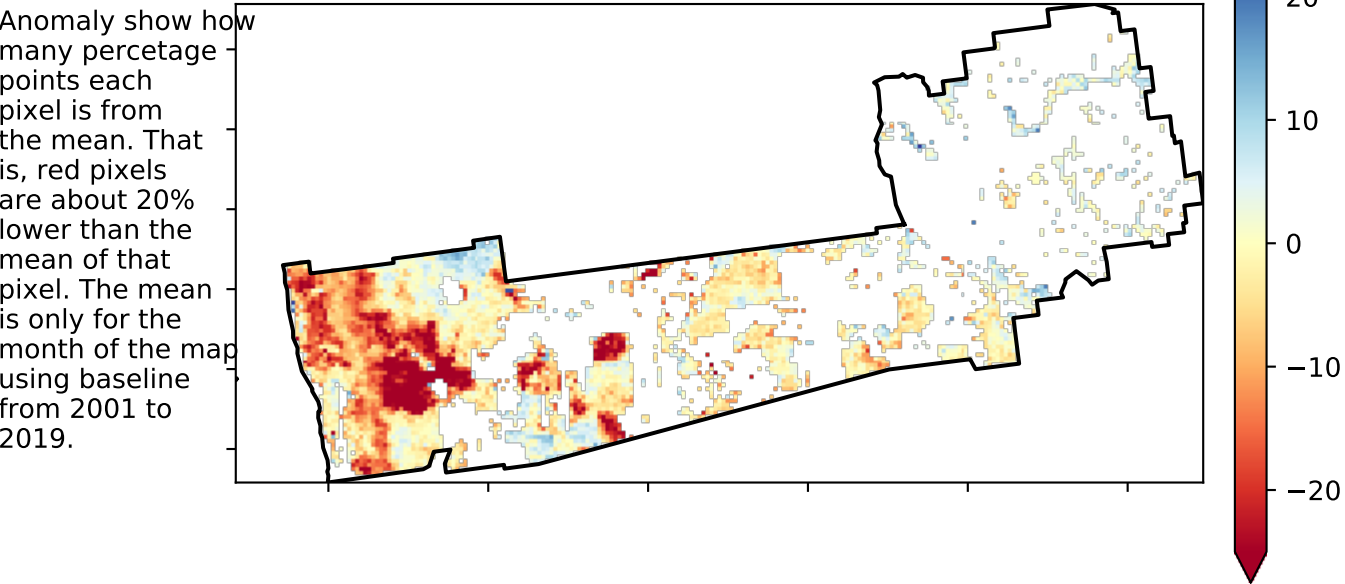 Anomaly show how
many percetage
points each
pixel is from
the mean. That
is, red pixels
are about 20%
lower than the
mean of that
pixel. The mean
is only for the
month of the map
using baseline
from 2001 to
2019.
20
10
0
−10
−20